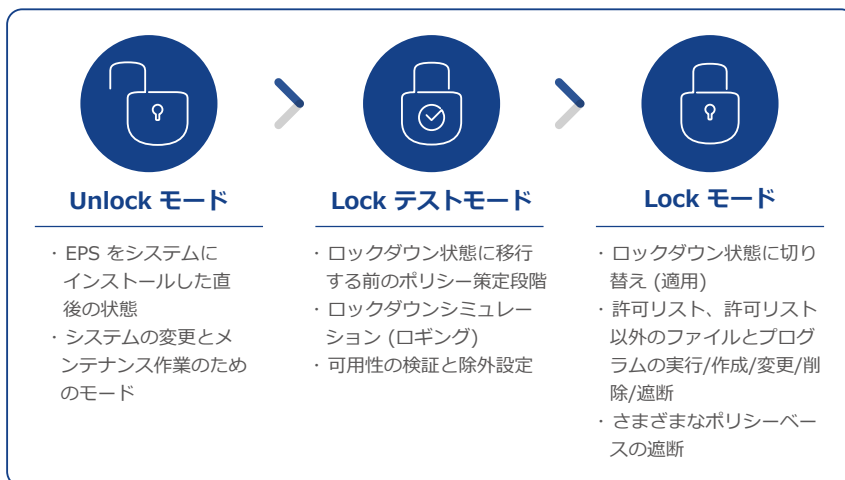 Unlock モード
・ EPS をシステムに
インストールした直
後の状態
・ システムの変更とメ
ンテナンス作業のため
のモード
Lock テストモード
・ ロックダウン状態に移行
する前のポリシー策定段階
・ ロックダウンシミュレー
ション (ロギング)
・ 可用性の検証と除外設定
Lock モード
・ ロックダウン状態に切り
替え (適用)
・ 許可リスト、許可リスト
以外のファイルとプログ
ラムの実行/作成/変更/削
除/遮断
・ さまざまなポリシーベー
スの遮断